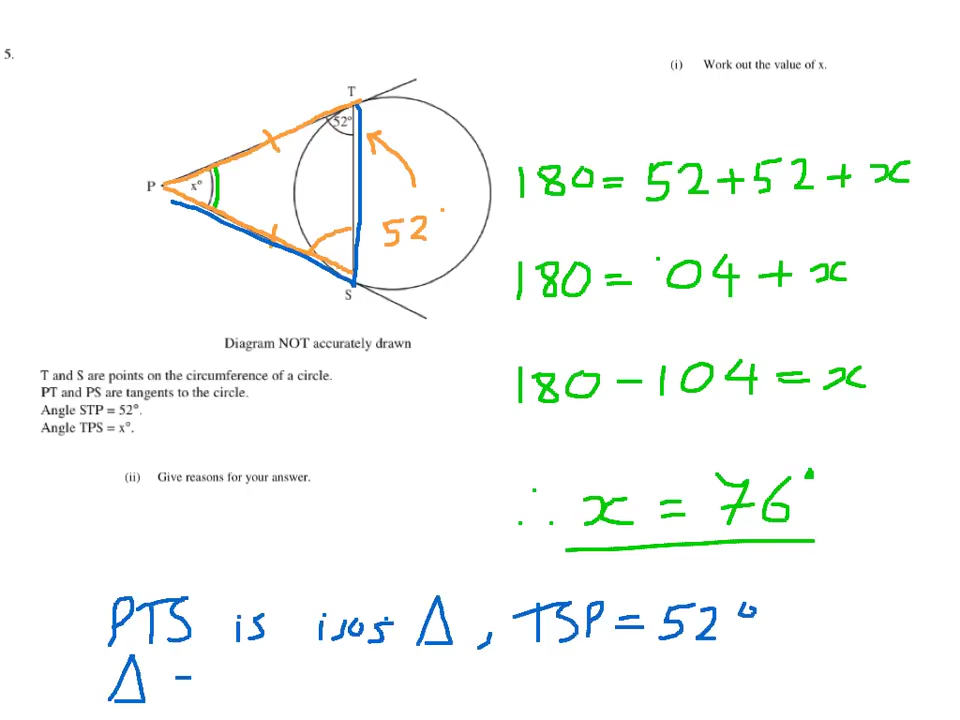 5.
(i) Work out the value of x.
T
52°
P
x°
52°
S
180 = 52 + 52 + x
180 = 04 + x
180 - 104 = x
∴ x = 76°
Diagram NOT accurately drawn
T and S are points on the circumference of a circle.
PT and PS are tangents to the circle.
Angle STP = 52°.
Angle TPS = x°.
(ii) Give reasons for your answer.
PTS is isos Δ, TSP = 52°
Δ -